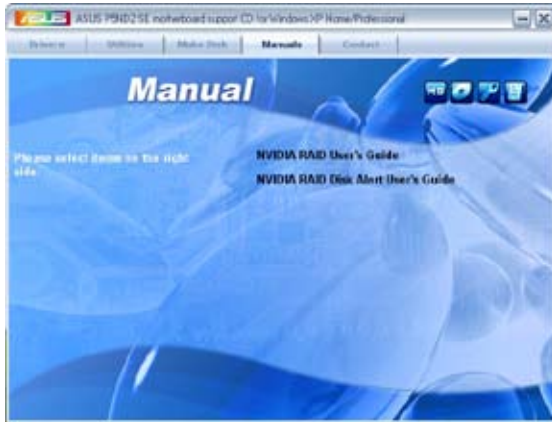 ASUS P5ND2-SE motherboard support CD for Windows XP Home/Professional
Drivers Utilities Make Disk Manuals Contact
Manual
Please select items on the right
side.
NVIDIA RAID User's Guide
NVIDIA RAID Disk Alert User's Guide